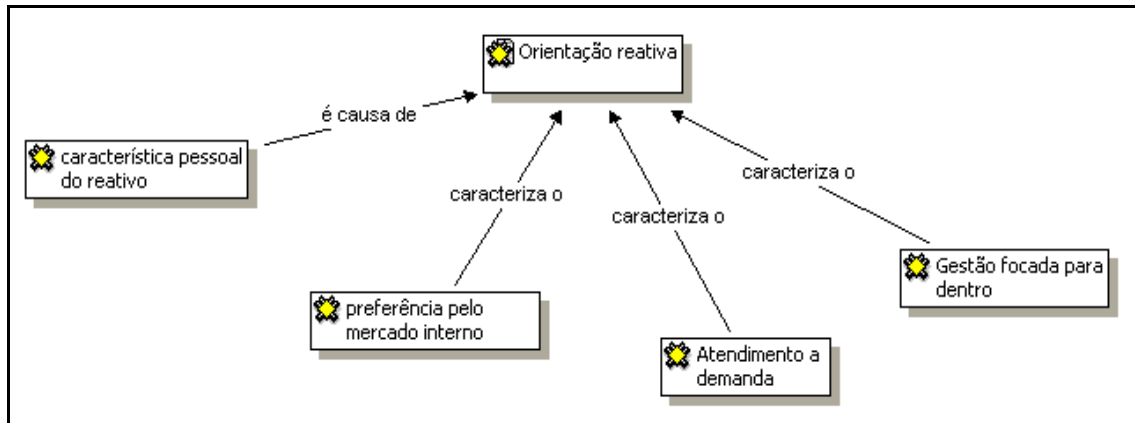 Orientação reativa
é causa de
característica pessoal
do reativo
caracteriza o
caracteriza o
caracteriza o
preferência pelo
mercado interno
Atendimento a
demanda
Gestão focada para
dentro